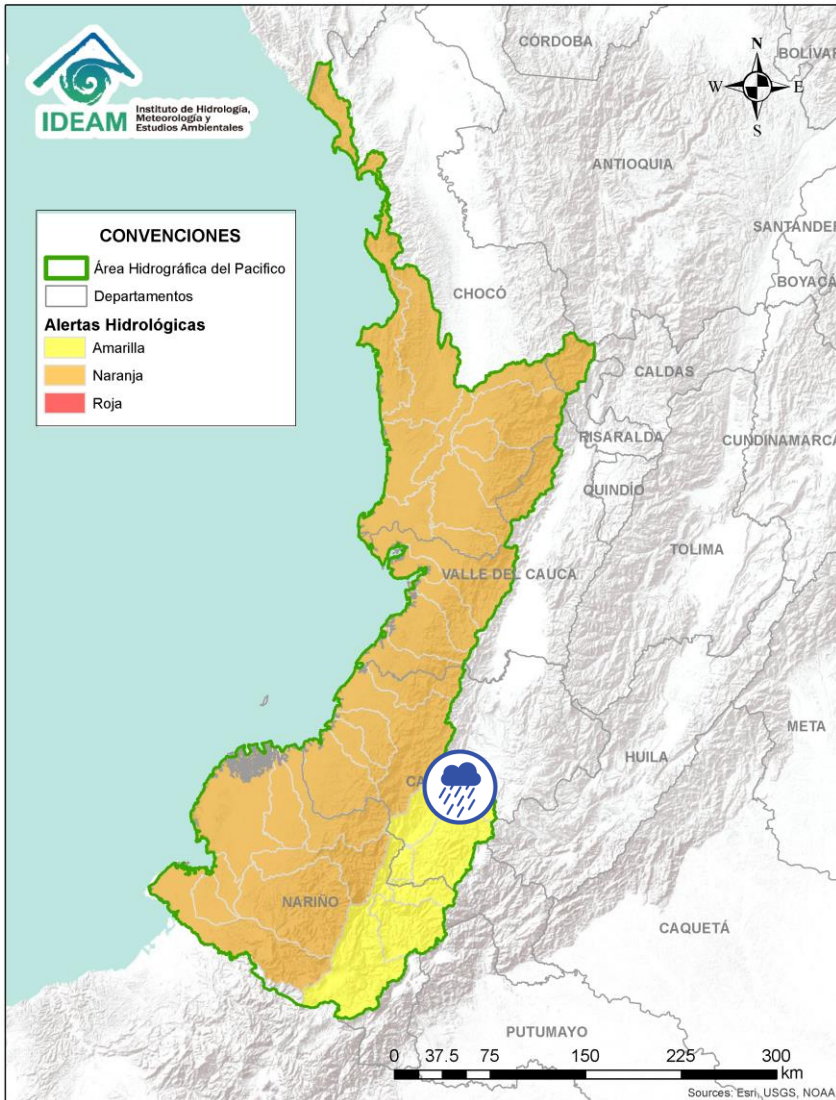 IDEAM
Instituto de Hidrología,
Meteorología y
Estudios Ambientales
CÓRDOBA
BOLÍVAR
N
W E
S
ANTIOQUIA
SANTANDER
BOYACÁ
CONVENCIONES
Área Hidrográfica del Pacifico
Departamentos
Alertas Hidrológicas
Amarilla
Naranja
Roja
CHOCÓ
CALDAS
RISARALDA
CUNDINAMARCA
QUINDÍO
TOLIMA
VALLE DEL CAUCA
META
HUILA
CA
NARIÑO
CAQUETÁ
PUTUMAYO
0 37.5 75 150 225 300
km
Sources: Esri, USGS, NOAA